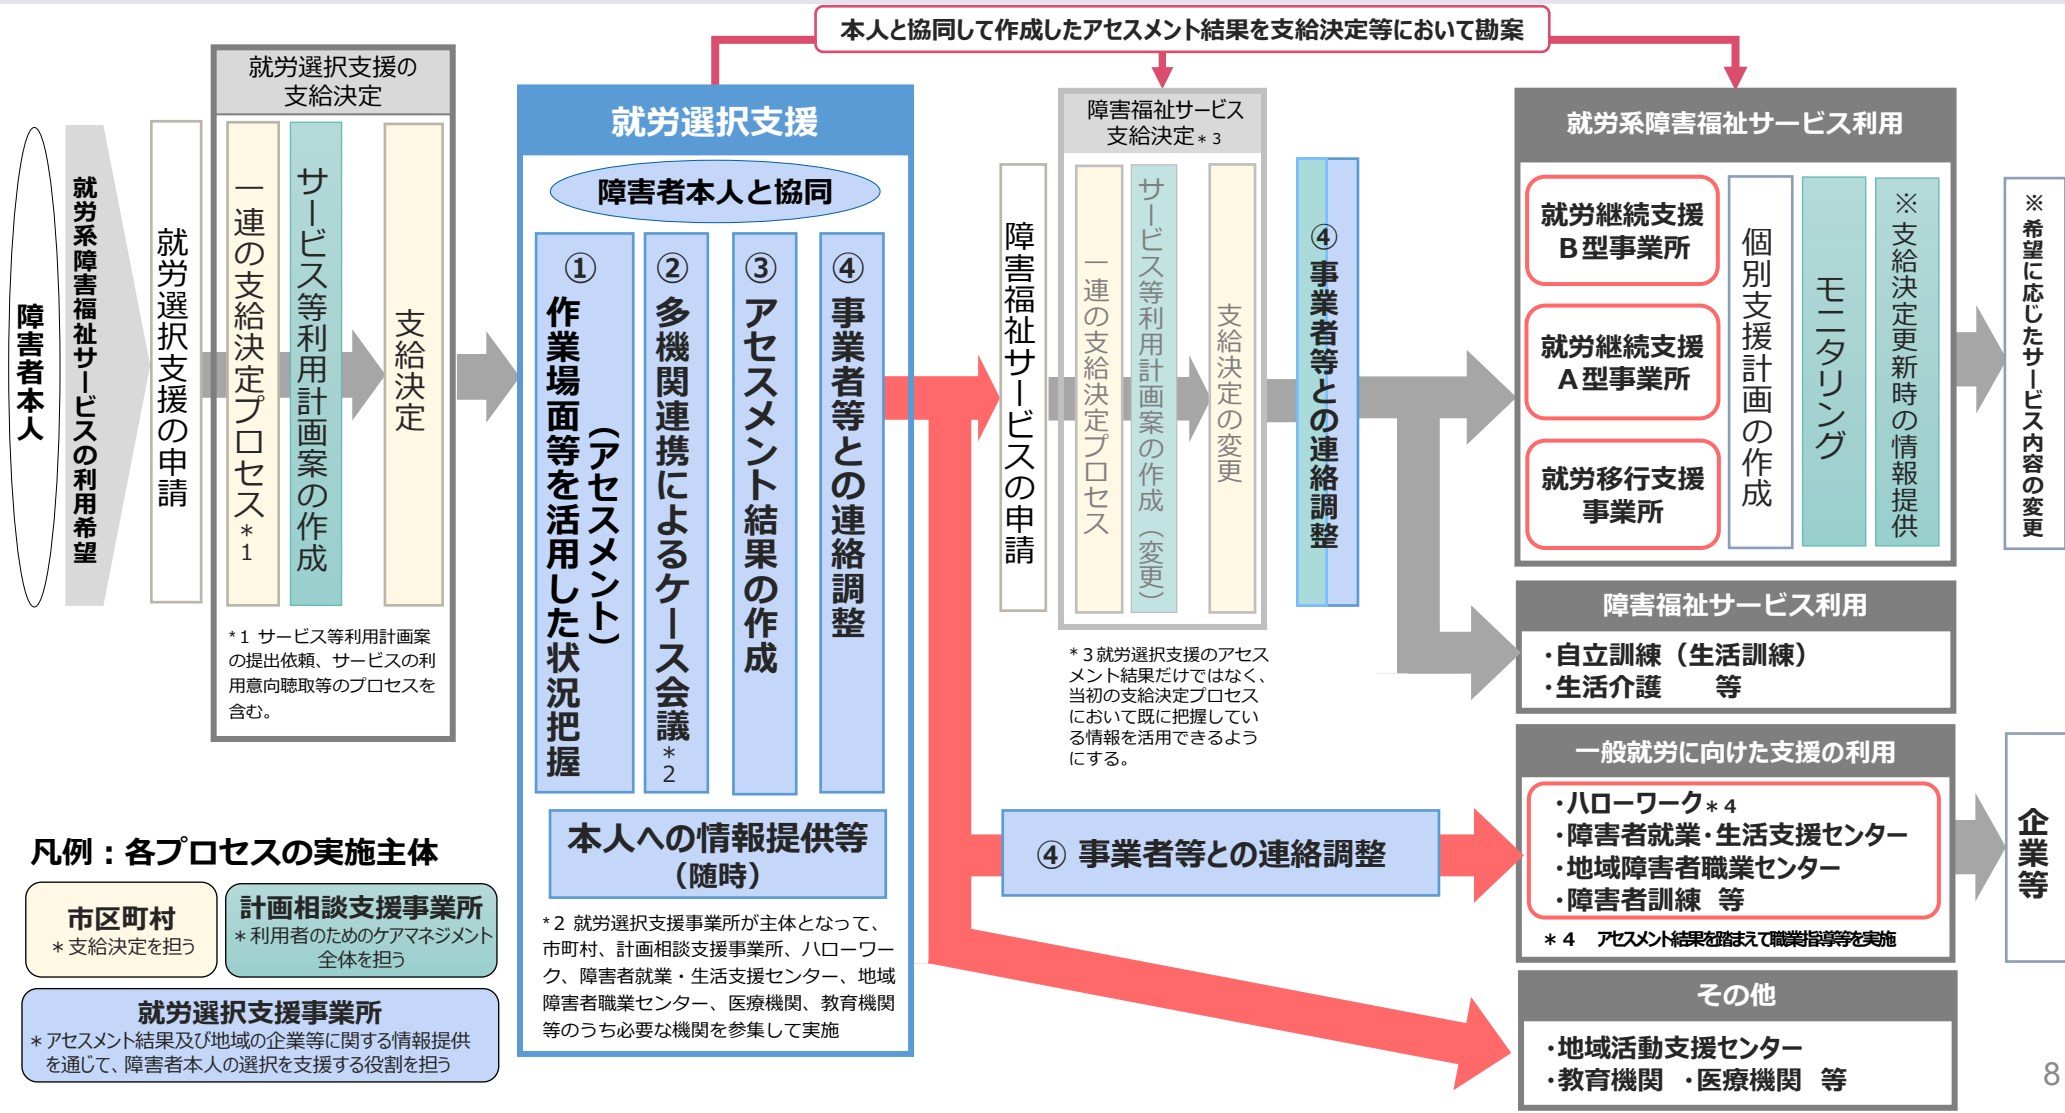 本人と協同して作成したアセスメント結果を支給決定等において勘案
障害者本人
就労系障害福祉サービスの利用希望
就労選択支援の申請
就労選択支援の
支給決定
一連の支給決定プロセス*1
サービス等利用計画案の作成
支給決定
*1 サービス等利用計画案
の提出依頼、サービスの利
用意向聴取等のプロセスを
含む。
就労選択支援
障害者本人と協同
①
作業場面等を活用した状況把握
（アセスメント）
②多機関連携によるケース会議*2
③アセスメント結果の作成
④事業者等との連絡調整
本人への情報提供等
（随時）
*2 就労選択支援事業所が主体となって、
市町村、計画相談支援事業所、ハローワー
ク、障害者就業・生活支援センター、地域
障害者職業センター、医療機関、教育機関
等のうち必要な機関を参集して実施
障害福祉サービスの申請
障害福祉サービス
支給決定*3
一連の支給決定プロセス
サービス等利用計画案の作成（変更）
支給決定の変更
*3就労選択支援のアセス
メント結果だけではなく、
当初の支給決定プロセス
において既に把握してい
る情報を活用できるよう
にする。
④事業者等との連絡調整
④ 事業者等との連絡調整
就労系障害福祉サービス利用
就労継続支援
B型事業所
就労継続支援
A型事業所
就労移行支援
事業所
個別支援計画の作成
モニタリング
※支給決定更新時の情報提供
※希望に応じたサービス内容の変更
障害福祉サービス利用
・自立訓練（生活訓練）
・生活介護 等
一般就労に向けた支援の利用
・ハローワーク*4
・障害者就業・生活支援センター
・地域障害者職業センター
・障害者訓練 等
*4 アセスメント結果を踏まえて職業指導等を実施
企業等
その他
・地域活動支援センター
・教育機関 ・医療機関 等
凡例：各プロセスの実施主体
市区町村
*支給決定を担う
計画相談支援事業所
*利用者のためのケアマネジメント
全体を担う
就労選択支援事業所
*アセスメント結果及び地域の企業等に関する情報提供
を通じて、障害者本人の選択を支援する役割を担う
8